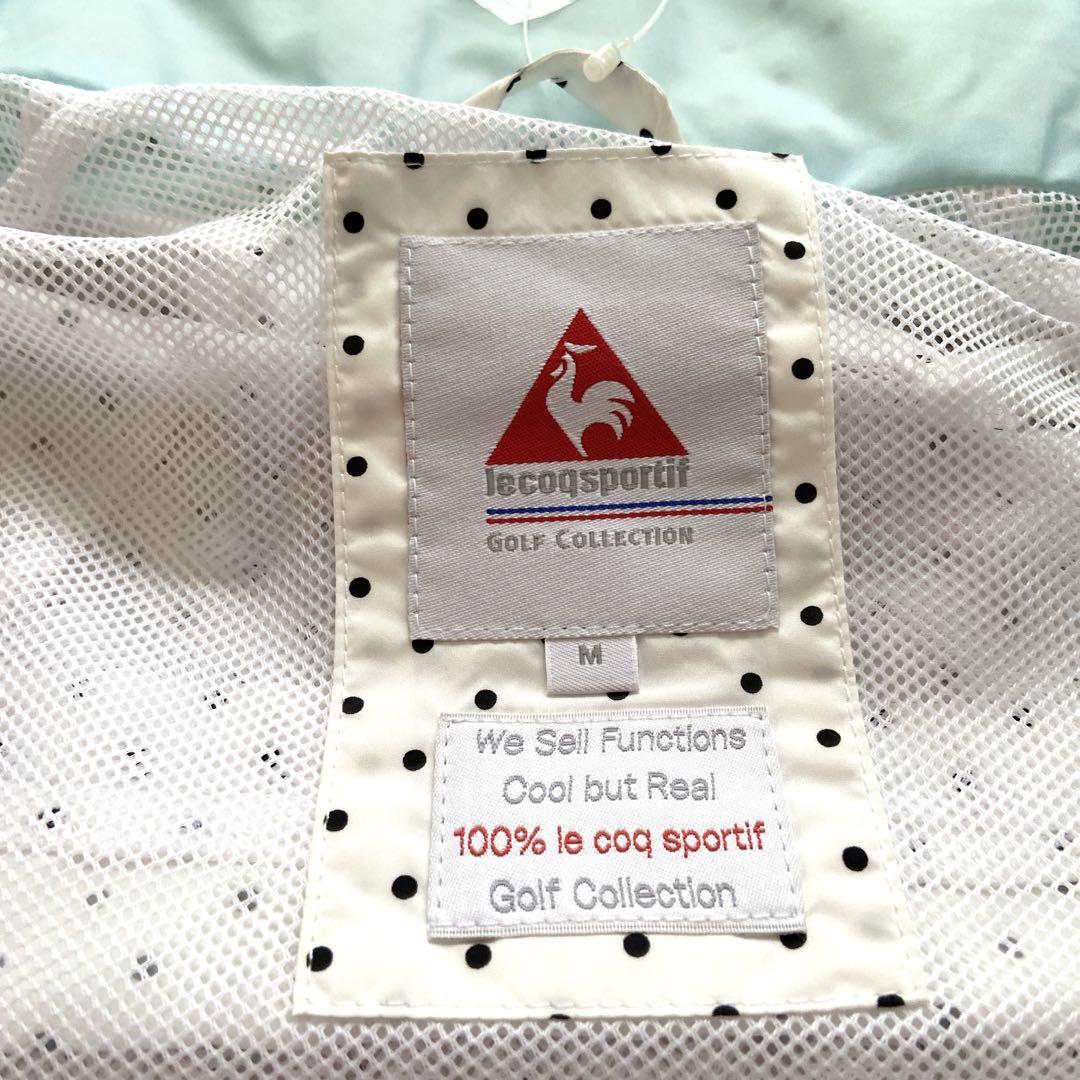 lecoqsportif
GOLF COLLECTION
M
We Sell Functions
Cool but Real
100% le coq sportif
Golf Collection